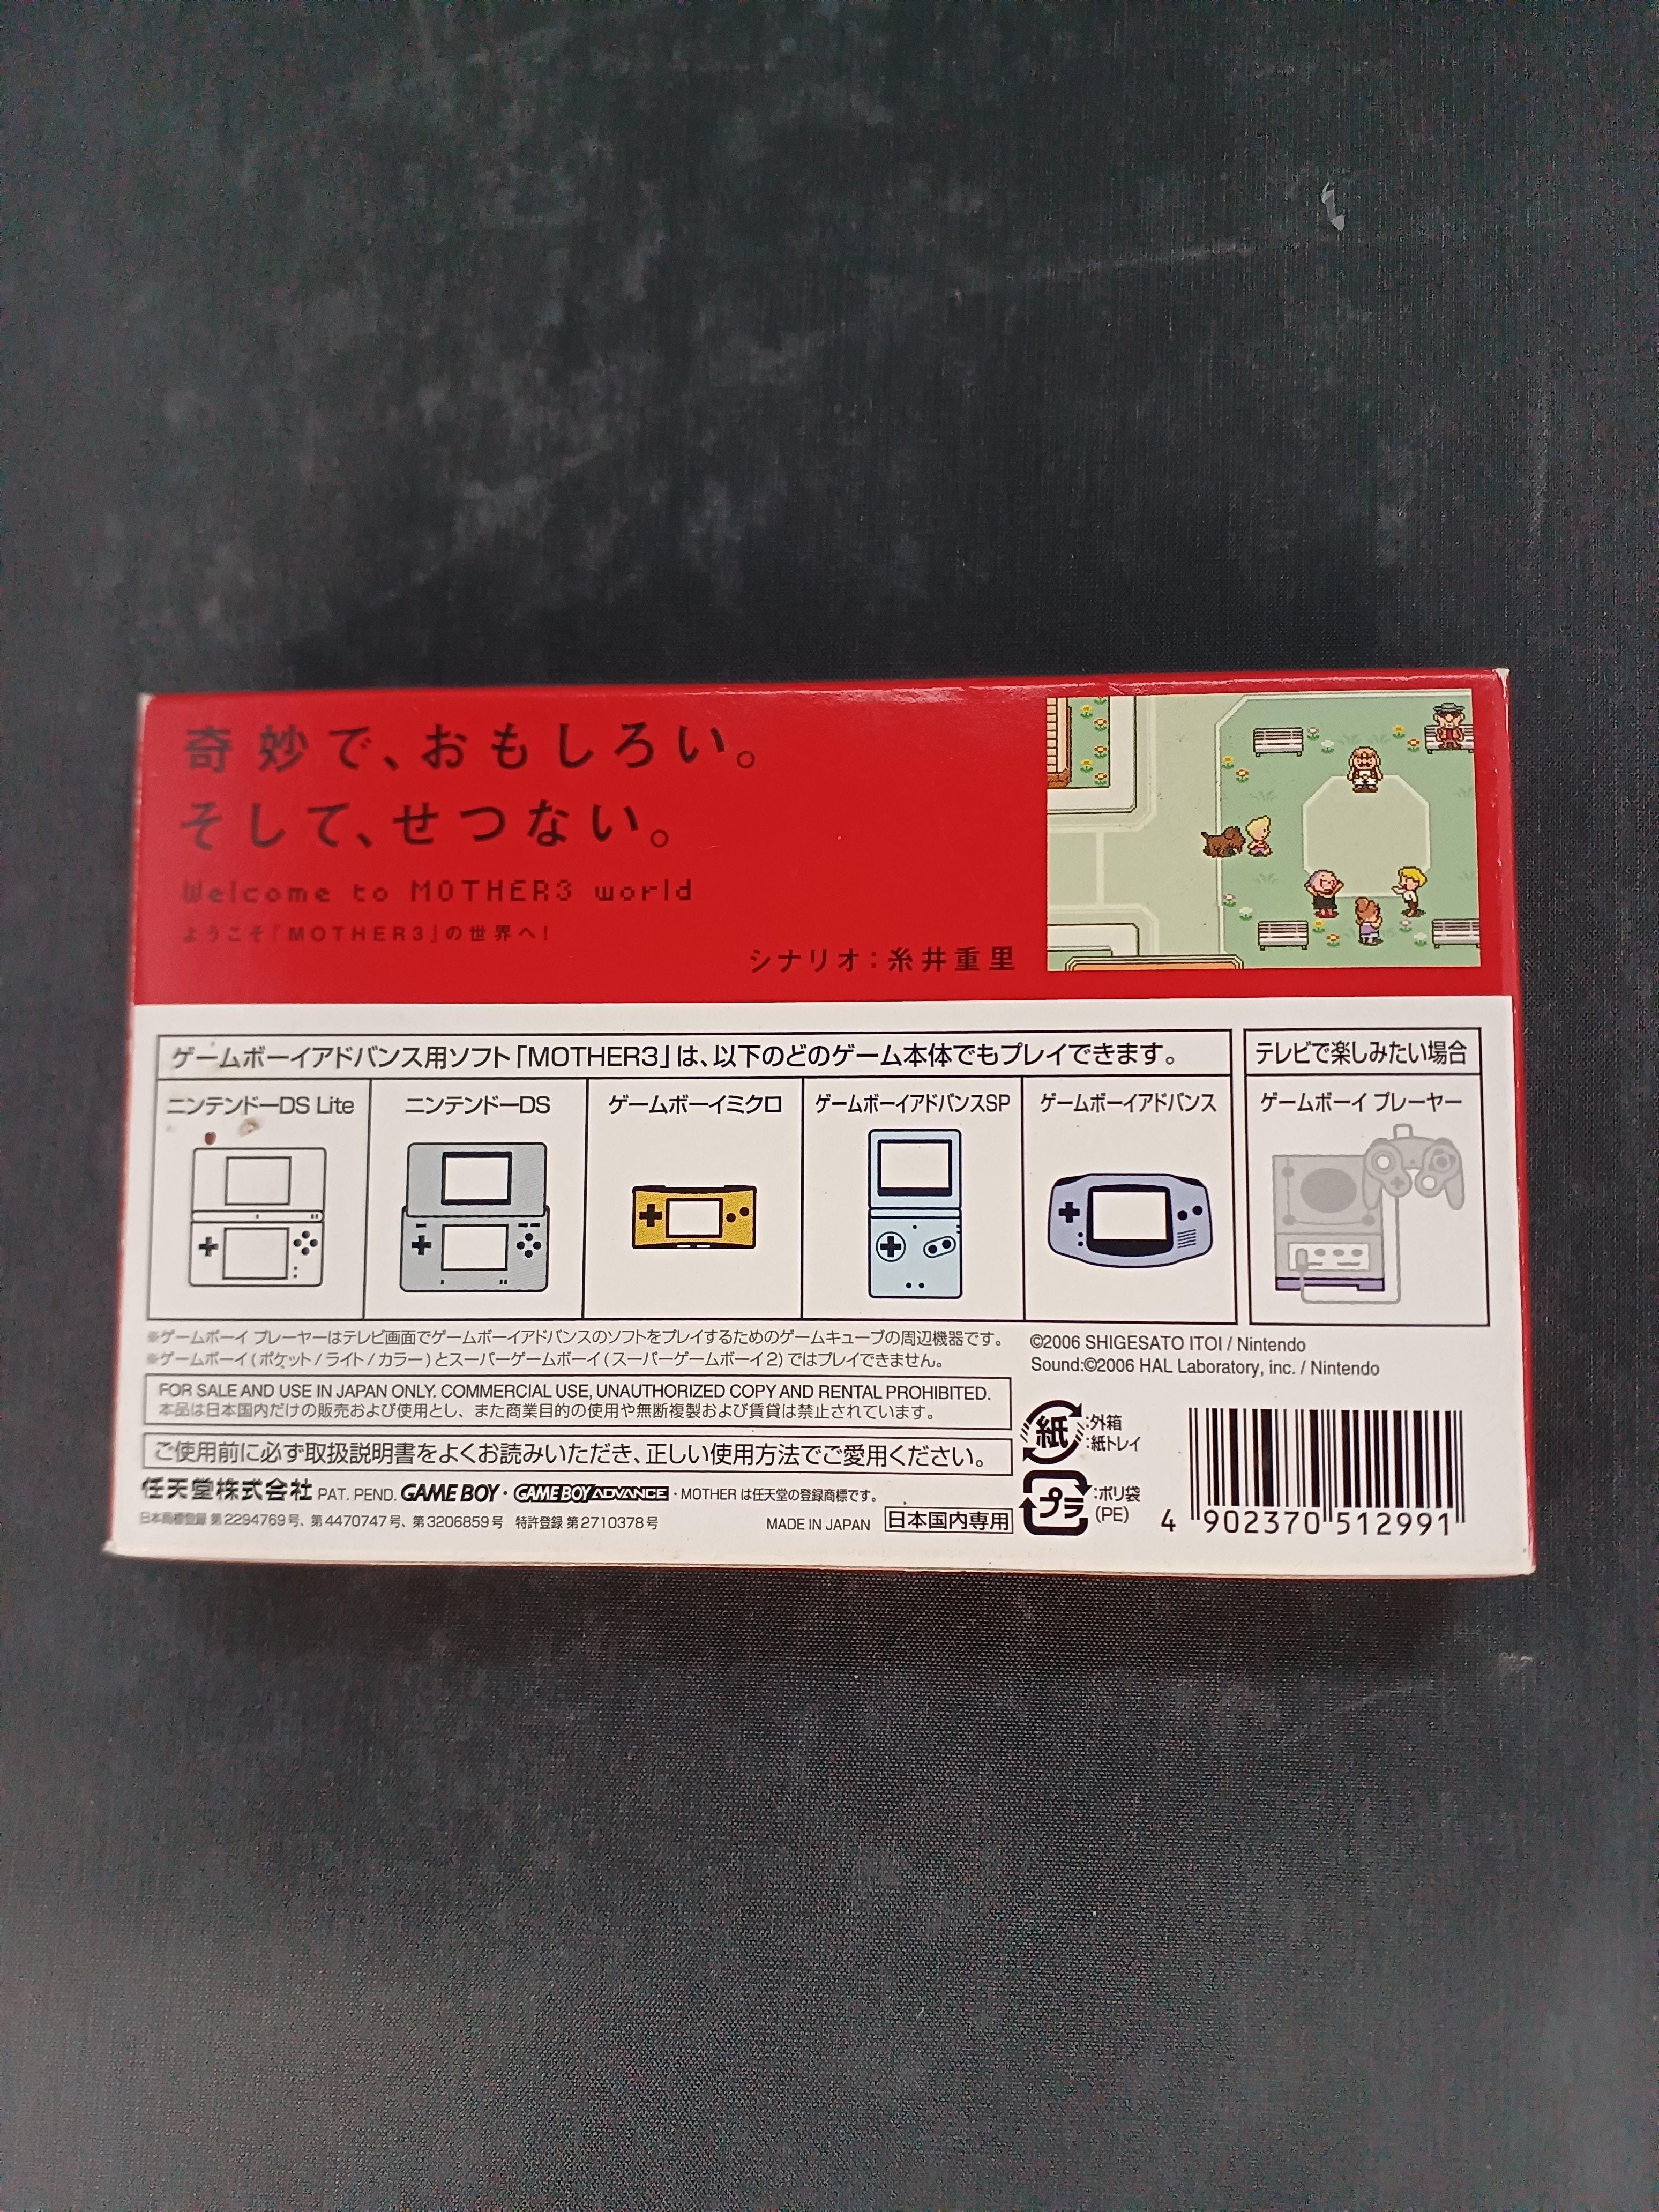 奇妙で、おもしろい。
そして、せつない。
Welcome to MOTHER3 world
ようこそ「MOTHER3」の世界へ!
シナリオ:糸井重里
ゲームボーイアドバンス用ソフト「MOTHER3」は、以下のどのゲーム本体でもプレイできます。
テレビで楽しみたい場合
ニンテンドーDS Lite
ニンテンドーDS
ゲームボーイミクロ
ゲームボーイアドバンスSP
ゲームボーイアドバンス
ゲームボーイ プレーヤー
※ゲームボーイ プレーヤーはテレビ画面でゲームボーイアドバンスのソフトをプレイするためのゲームキューブの周辺機器です。
※ゲームボーイ(ポケット/ライト/カラー)とスーパーゲームボーイ(スーパーゲームボーイ2)ではプレイできません。
©2006 SHIGESATO ITOI / Nintendo
Sound:©2006 HAL Laboratory, inc. / Nintendo
FOR SALE AND USE IN JAPAN ONLY. COMMERCIAL USE, UNAUTHORIZED COPY AND RENTAL PROHIBITED.
本品は日本国内だけの販売および使用とし、また商業目的の使用や無断複製および賃貸は禁止されています。
ご使用前に必ず取扱説明書をよくお読みいただき、正しい使用方法でご愛用ください。
任天堂株式会社 PAT. PEND. GAME BOY・GAME BOY ADVANCE・MOTHER は任天堂の登録商標です。
日本商標登録 第2294769号、第4470747号、第3206859号 特許登録 第2710378号
MADE IN JAPAN 日本国内専用
紙 :外箱
:紙トレイ
プラ :ポリ袋
(PE)
4 902370 512991